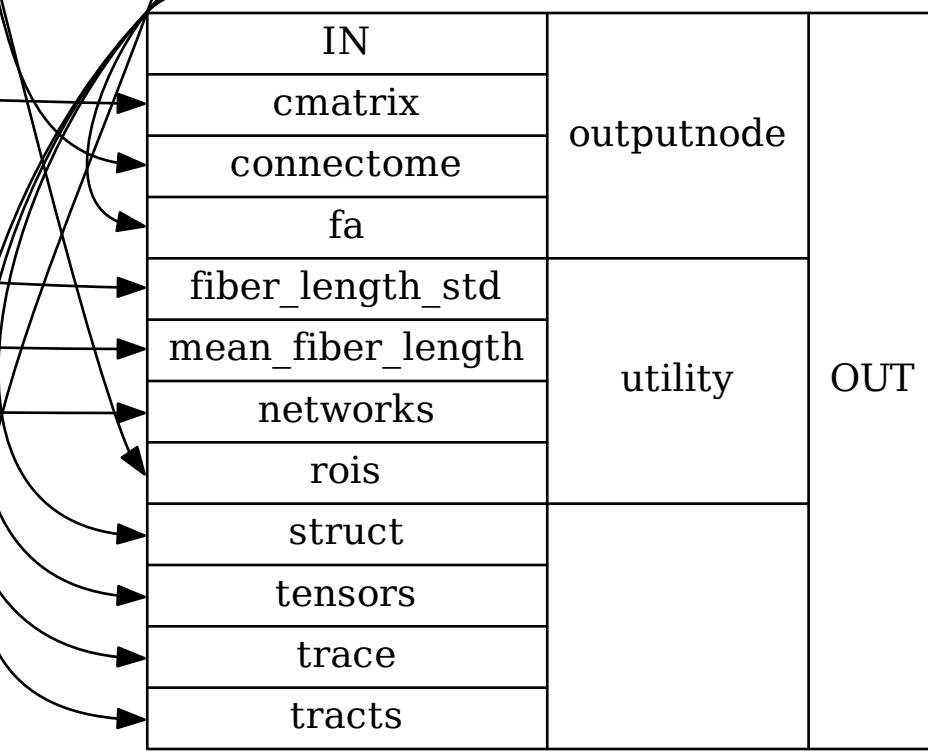 IN
cmatrix
connectome
fa
fiber_length_std
mean_fiber_length
networks
rois
struct
tensors
trace
tracts
outputnode
utility
OUT